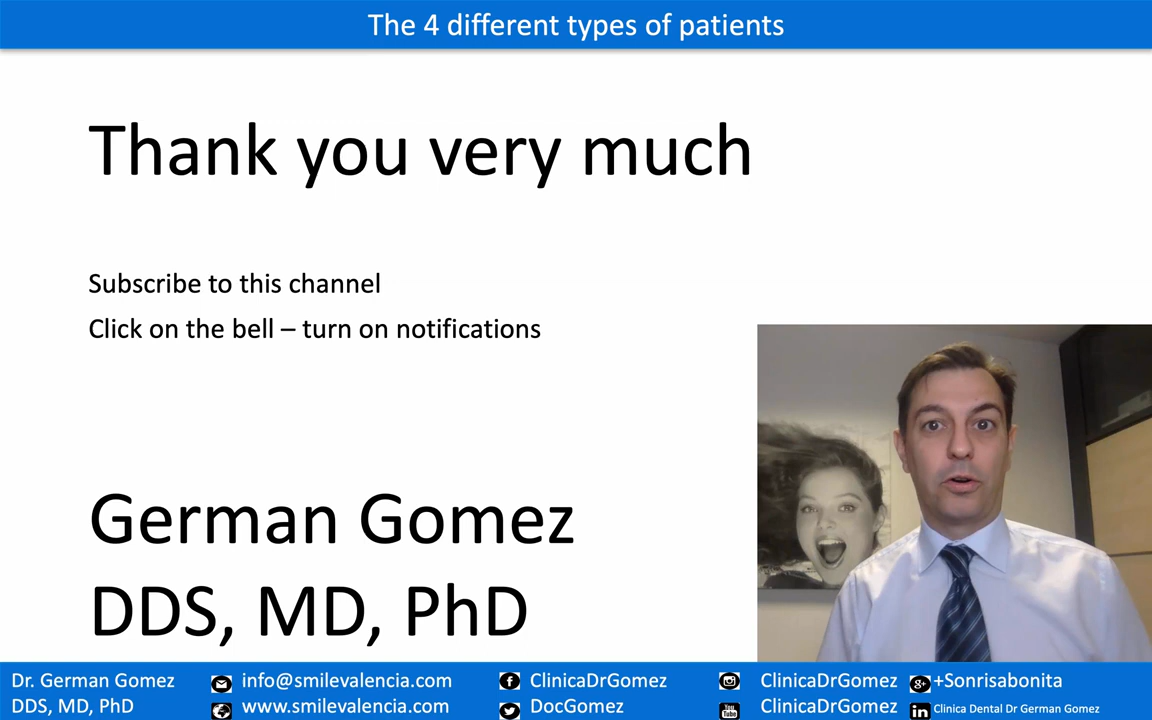 The 4 different types of patients
Thank you very much
Subscribe to this channel
Click on the bell – turn on notifications
German Gomez
DDS, MD, PhD
Dr. German Gomez
DDS, MD, PhD
info@smilevalencia.com
www.smilevalencia.com
ClinicaDrGomez
DocGomez
ClinicaDrGomez
You Tube ClinicaDrGomez
+Sonrisabonita
Clinica Dental Dr German Gomez